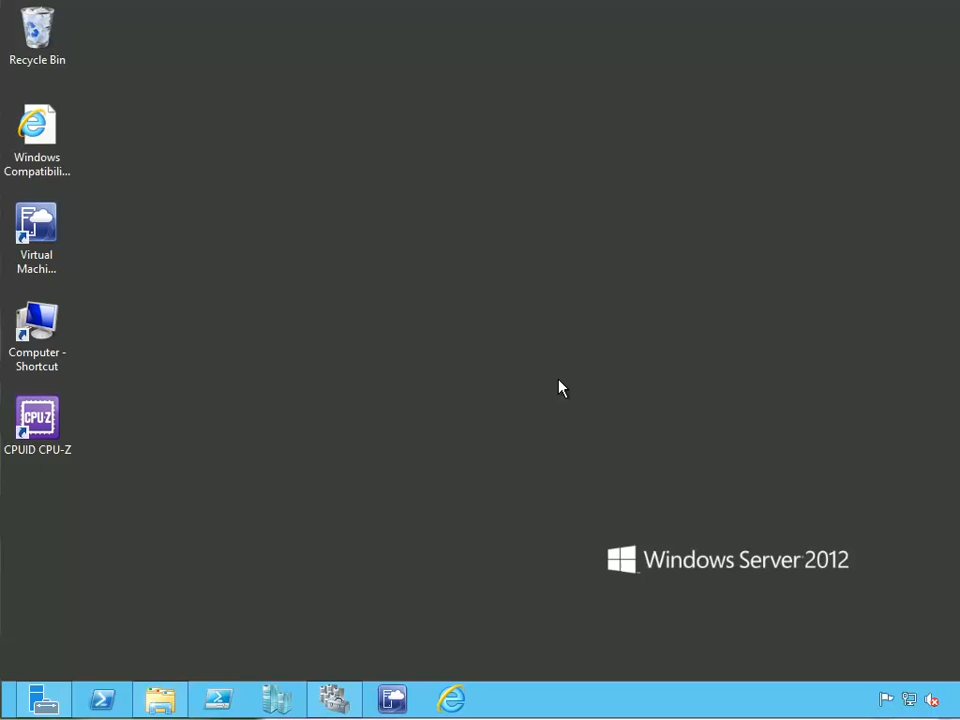 Recycle Bin
Windows
Compatibili...
Virtual
Machi...
Computer -
Shortcut
CPU-Z
CPUID CPU-Z
Windows Server 2012